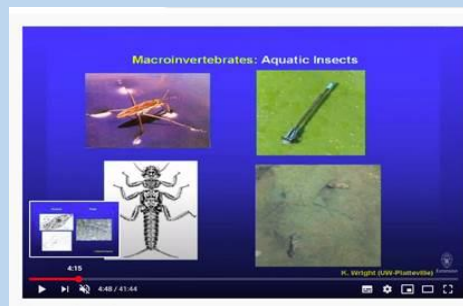 Macroinvertebrates: Aquatic Insects
K. Wright (UW-Platteville)
4:15
4:48 / 41:44